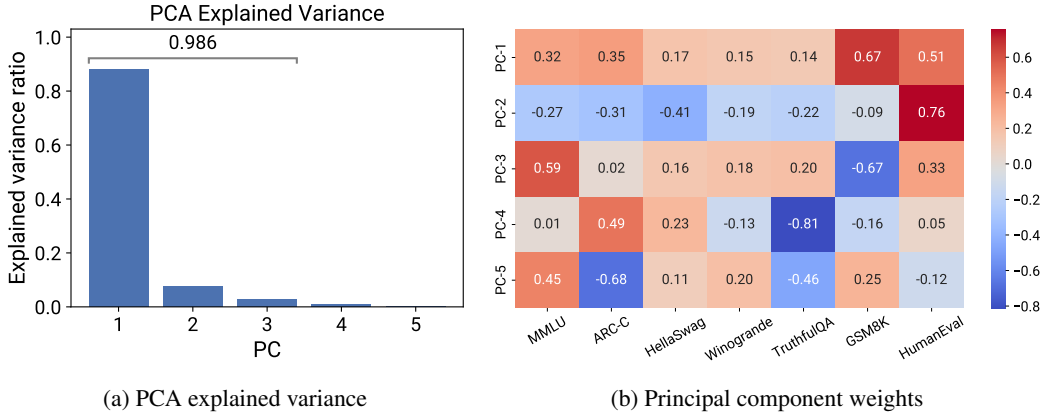 PCA Explained Variance
0.986
1.0
0.8
0.6
0.4
0.2
0.0
Explained variance ratio
1 2 3 4 5
PC
(a) PCA explained variance
PC-1 0.32 0.35 0.17 0.15 0.14 0.67 0.51
PC-2 -0.27 -0.31 -0.41 -0.19 -0.22 -0.09 0.76
PC-3 0.59 0.02 0.16 0.18 0.20 -0.67 0.33
PC-4 0.01 0.49 0.23 -0.13 -0.81 -0.16 0.05
PC-5 0.45 -0.68 0.11 0.20 -0.46 0.25 -0.12
MMLU ARC-C HellaSwag Winogrande TruthfulQA GSM8K HumanEval
0.6
0.4
0.2
0.0
−0.2
−0.4
−0.6
−0.8
(b) Principal component weights